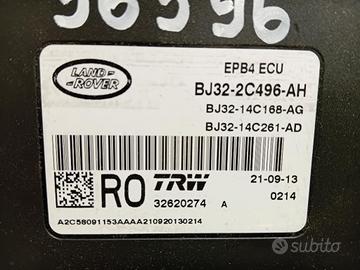 56596
LAND-
ROVER
EPB4 ECU
BJ32-2C496-AH
BJ32-14C168-AG
BJ32-14C261-AD
RO
TRW
21-09-13
32620274 A
0214
A2C58091153AAAA210920130214
subito